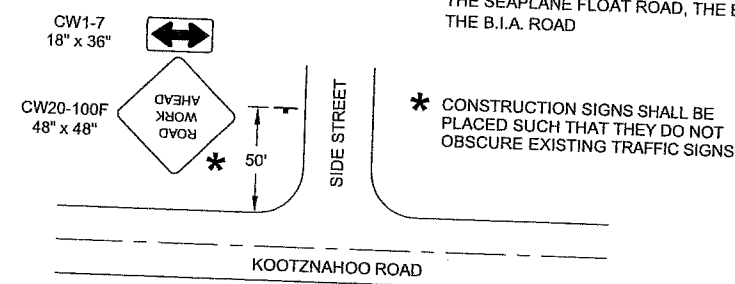 THE SEAPLANE FLOAT ROAD, THE
THE B.I.A. ROAD
CW1-7
18" x 36"
CW20-100F
48" x 48"
ROAD
WORK
AHEAD
*
50'
SIDE STREET
* CONSTRUCTION SIGNS SHALL BE
PLACED SUCH THAT THEY DO NOT
OBSCURE EXISTING TRAFFIC SIGNS
KOOTZNAHOO ROAD